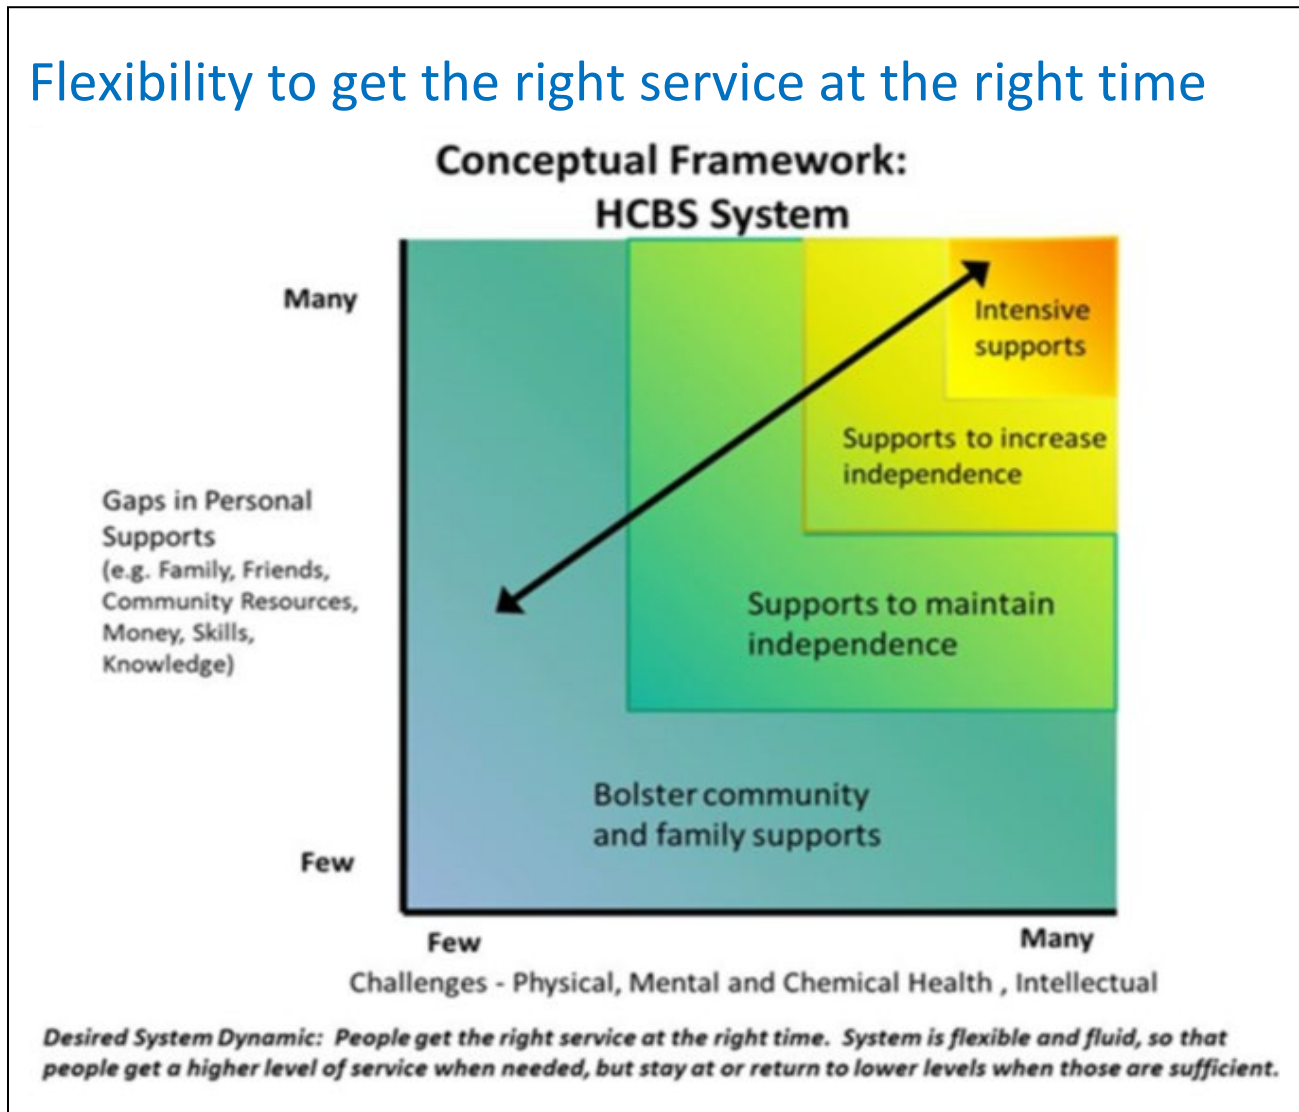 Flexibility to get the right service at the right time
Conceptual Framework:
HCBS System
Many
Intensive
supports
Supports to increase
independence
Gaps in Personal
Supports
(e.g. Family, Friends,
Community Resources,
Money, Skills,
Knowledge)
Supports to maintain
independence
Bolster community
and family supports
Few
Few
Many
Challenges - Physical, Mental and Chemical Health , Intellectual
Desired System Dynamic: People get the right service at the right time. System is flexible and fluid, so that
people get a higher level of service when needed, but stay at or return to lower levels when those are sufficient.